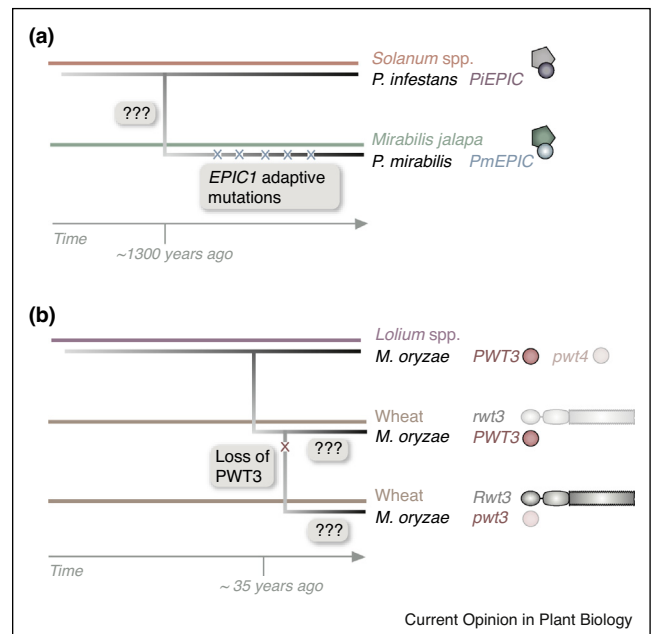 (a)
Solanum spp.
P. infestans PiEPIC
???
Mirabilis jalapa
P. mirabilis PmEPIC
EPIC1 adaptive
mutations
Time
~1300 years ago
(b)
Lolium spp.
M. oryzae PWT3 pwt4
Wheat rwt3
M. oryzae PWT3
Loss of
PWT3
???
Wheat Rwt3
M. oryzae pwt3
???
Time
~35 years ago
Current Opinion in Plant Biology